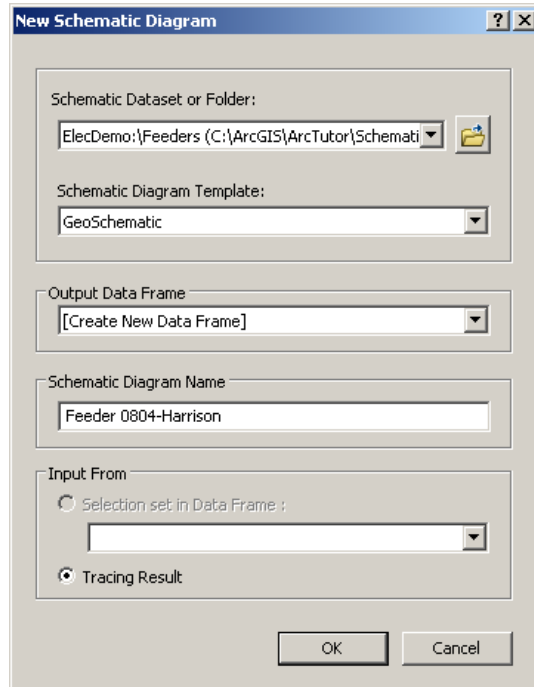 New Schematic Diagram
Schematic Dataset or Folder:
ElecDemo:\Feeders (C:\ArcGIS\ArcTutor\Schemati
Schematic Diagram Template:
GeoSchematic
Output Data Frame
[Create New Data Frame]
Schematic Diagram Name
Feeder 0804-Harrison
Input From
Selection set in Data Frame :
Tracing Result
OK Cancel